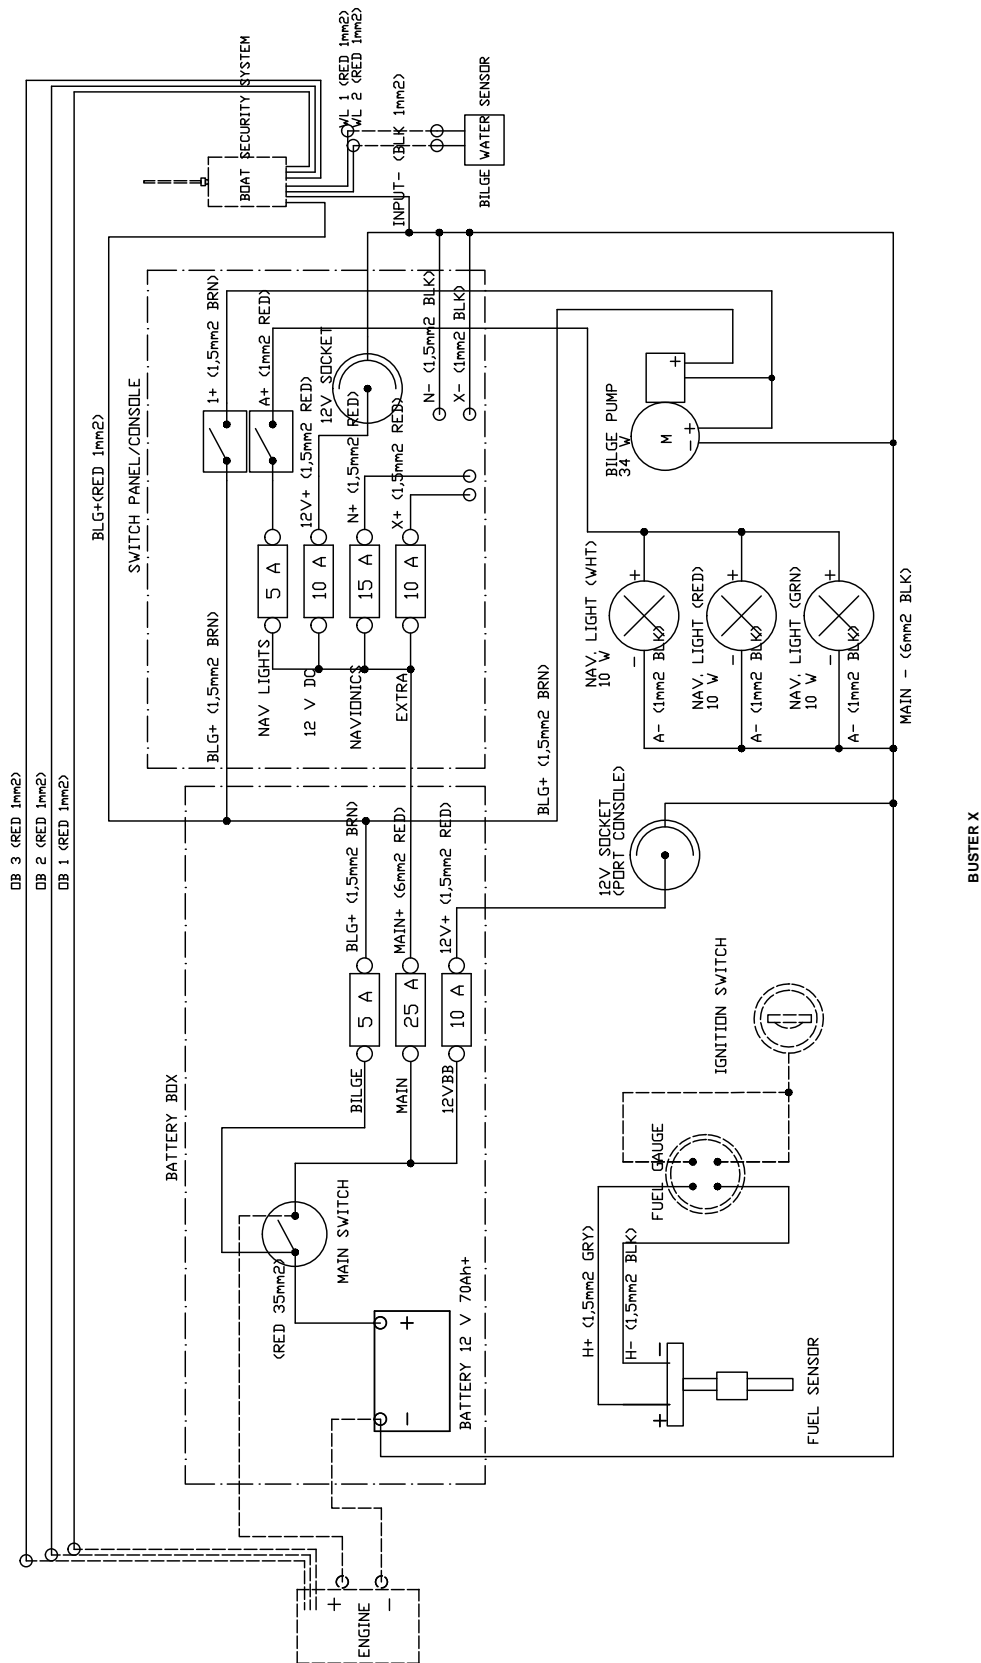 OB 3 (RED 1mm2)
OB 2 (RED 1mm2)
OB 1 (RED 1mm2)
BLG+(RED 1mm2)
SWITCH PANEL/CONSOLE
BOAT SECURITY SYSTEM
WL 1 (RED 1mm2)
WL 2 (RED 1mm2)
INPUT- (BLK 1mm2)
BILGE WATER SENSOR
1+ (1,5mm2 BRN)
A+ (1mm2 RED)
12V SOCKET
12V+ (1,5mm2 RED)
N+ (1,5mm2 RED)
X+ (1,5mm2 RED)
N- (1,5mm2 BLK)
X- (1mm2 BLK)
5 A
10 A
15 A
10 A
BLG+ (1,5mm2 BRN)
NAV LIGHTS
12 V DC
NAVIONICS
EXTRA
BILGE PUMP
34 W
M
+
-
+
NAV. LIGHT (WHT)
10 W
+
-
A- (1mm2 BLK)
NAV. LIGHT (RED)
10 W
+
-
A- (1mm2 BLK)
NAV. LIGHT (GRN)
10 W
+
-
A- (1mm2 BLK)
MAIN - (6mm2 BLK)
BLG+ (1,5mm2 BRN)
12V SOCKET
(PORT CONSOLE)
BATTERY BOX
BLG+ (1,5mm2 BRN)
MAIN+ (6mm2 RED)
12V+ (1,5mm2 RED)
5 A
25 A
10 A
BILGE
MAIN
12VBB
MAIN SWITCH
(RED 35mm2)
+
-
BATTERY 12 V 70Ah+
IGNITION SWITCH
FUEL GAUGE
H+ (1,5mm2 GRY)
H- (1,5mm2 BLK)
-
+
FUEL SENSOR
+
-
ENGINE
BUSTER X